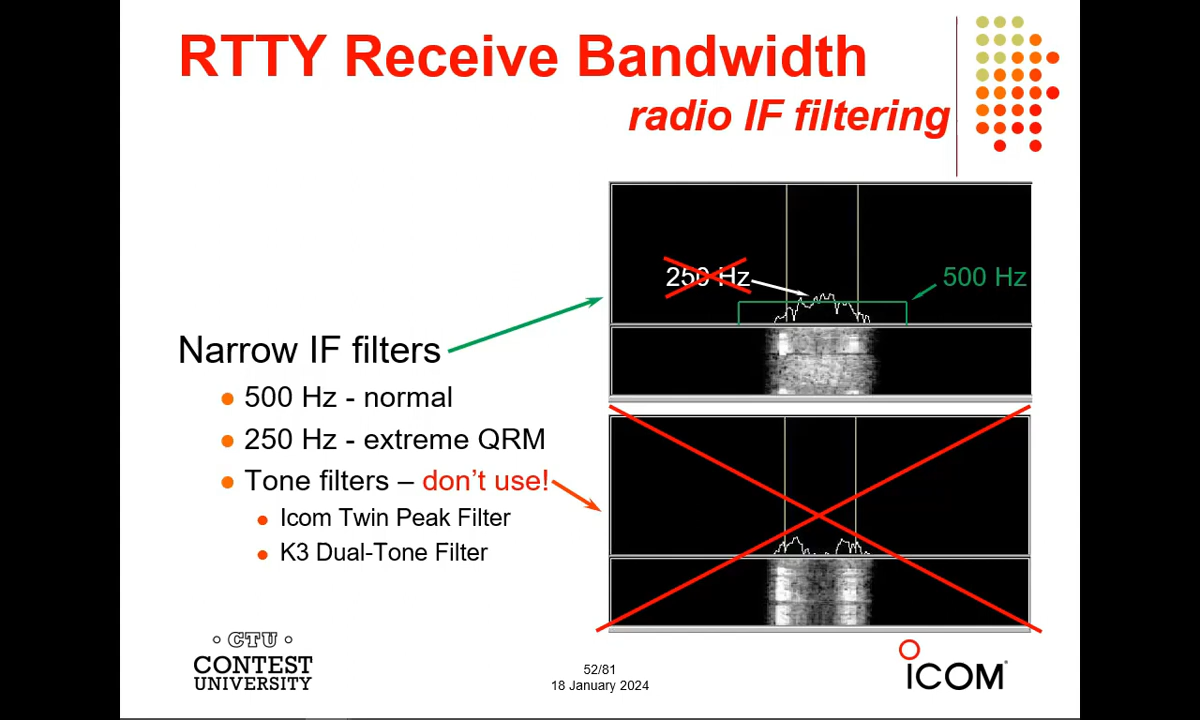 RTTY Receive Bandwidth
radio IF filtering
250 Hz
500 Hz
Narrow IF filters
500 Hz - normal
250 Hz - extreme QRM
Tone filters – don't use!
Icom Twin Peak Filter
K3 Dual-Tone Filter
CTU
CONTEST
UNIVERSITY
52/81
18 January 2024
ICOM